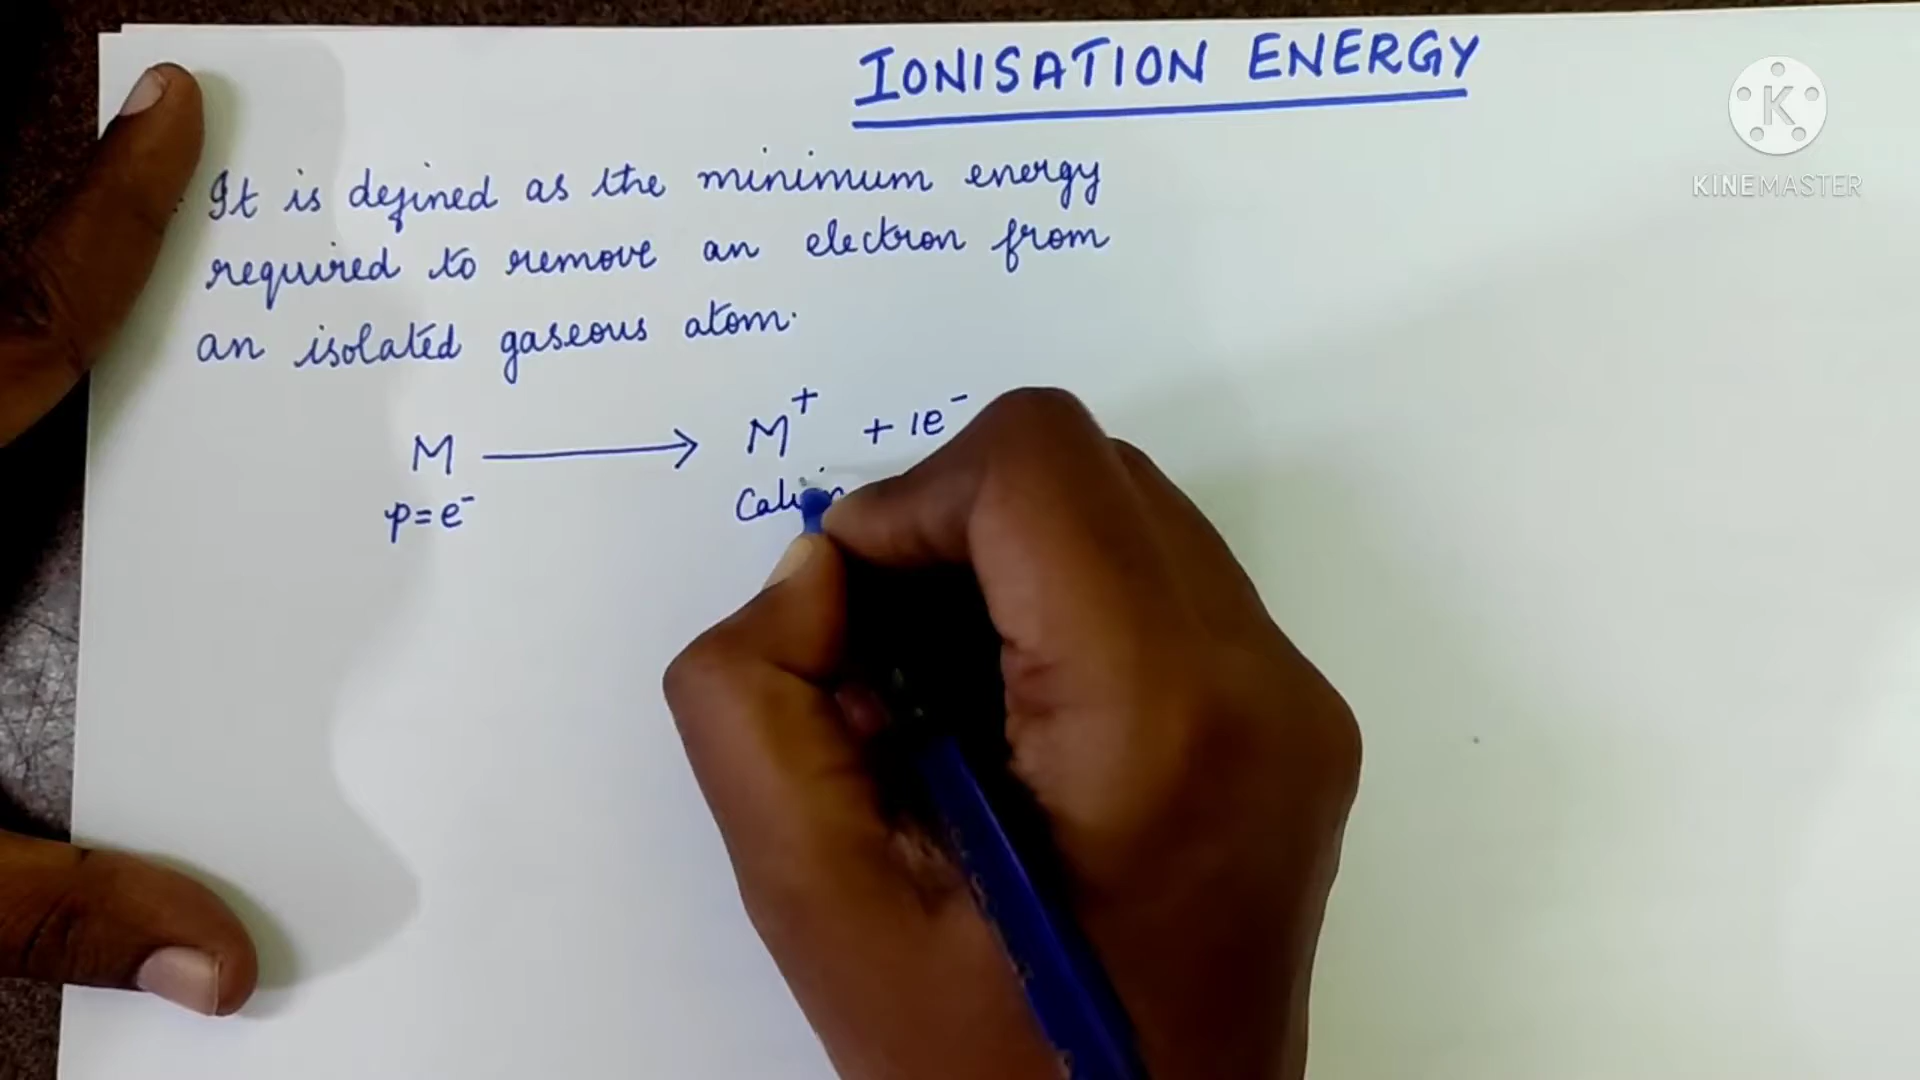 IONISATION ENERGY
K
KINEMASTER
It is defined as the minimum energy
required to remove an electron from
an isolated gaseous atom.
M ⟶ M⁺ + 1e⁻
p=e⁻